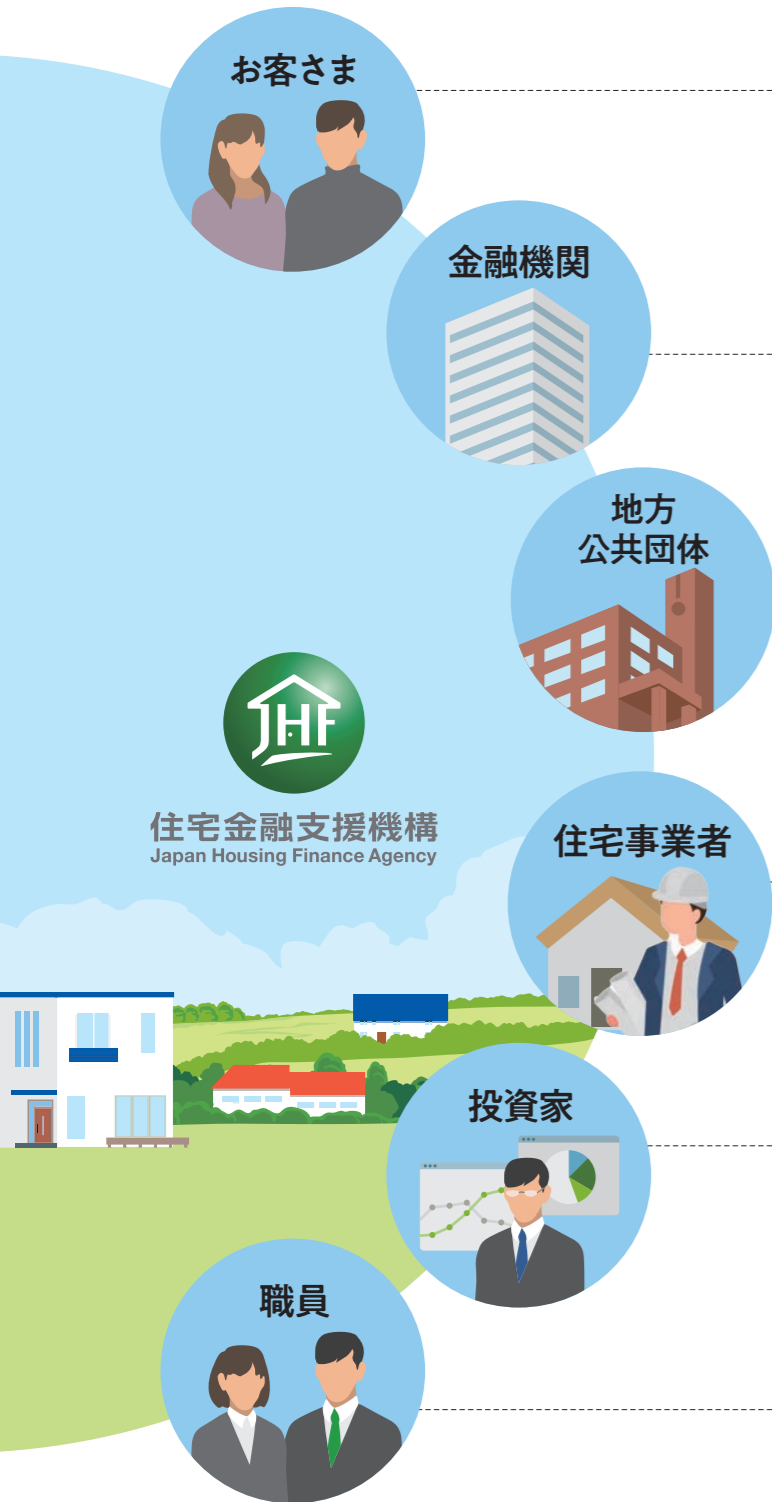 お客さま
金融機関
地方
公共団体
JHF
住宅金融支援機構
Japan Housing Finance Agency
住宅事業者
投資家
職員